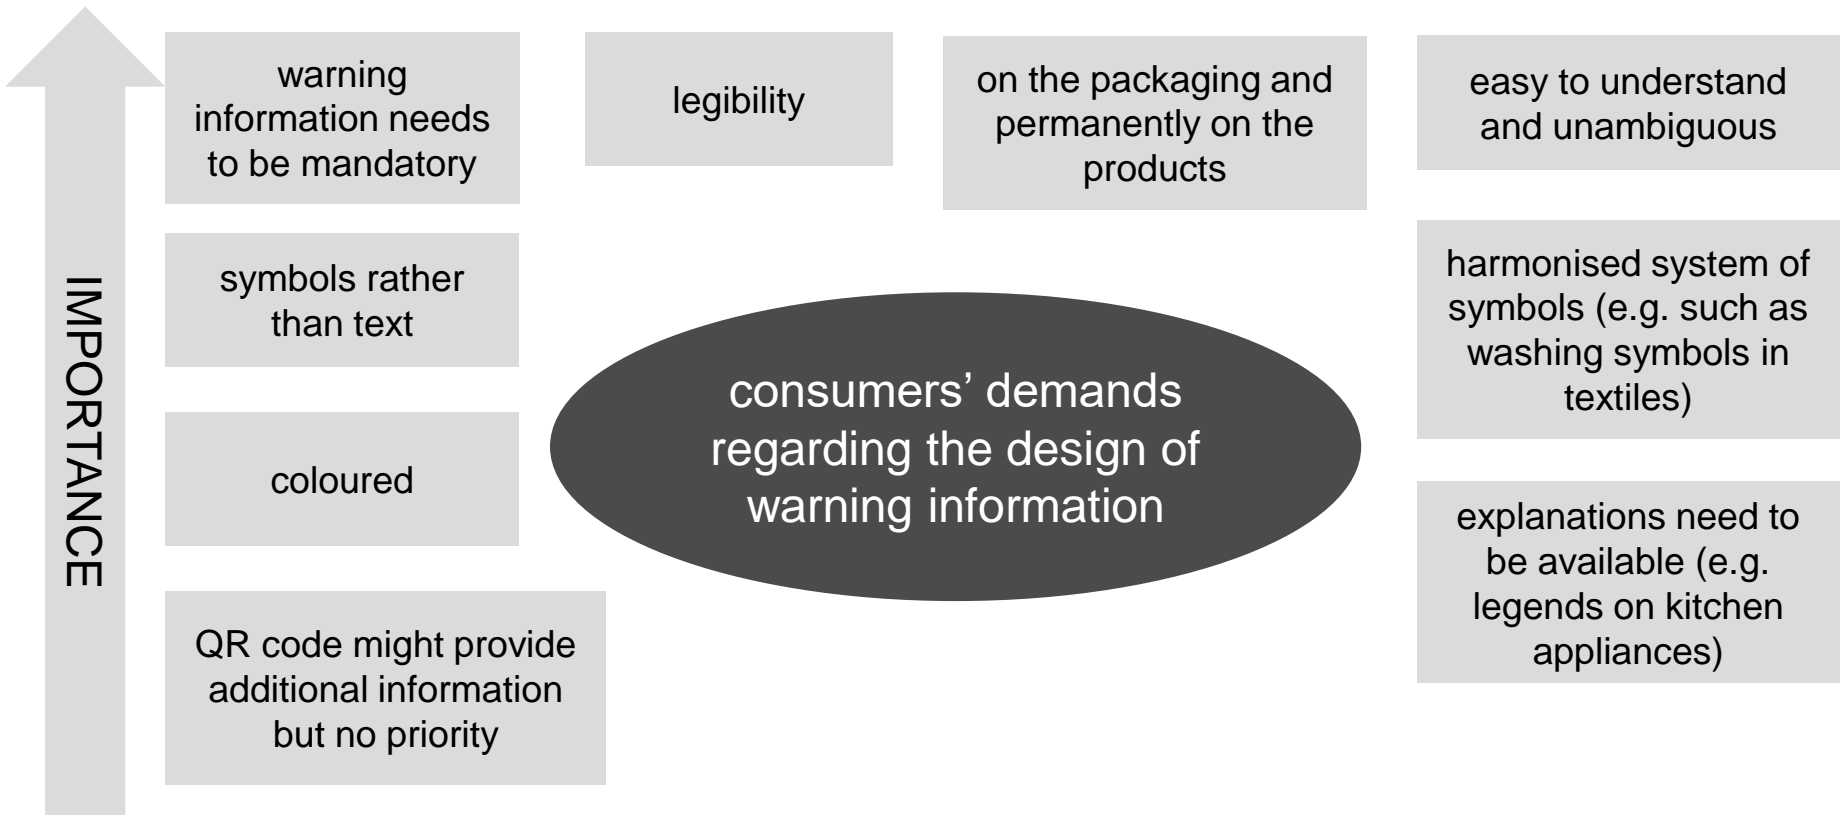 warning
information needs
to be mandatory
legibility
on the packaging and
permanently on the
products
easy to understand
and unambiguous
IMPORTANCE
symbols rather
than text
harmonised system of
symbols (e.g. such as
washing symbols in
textiles)
consumers’ demands
regarding the design of
warning information
coloured
explanations need to
be available (e.g.
legends on kitchen
appliances)
QR code might provide
additional information
but no priority